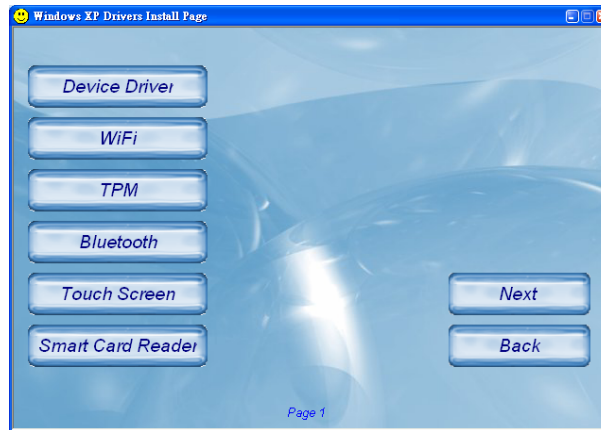 Windows XP Drivers Install Page
Device Driver
WiFi
TPM
Bluetooth
Touch Screen
Smart Card Reader
Next
Back
Page 1